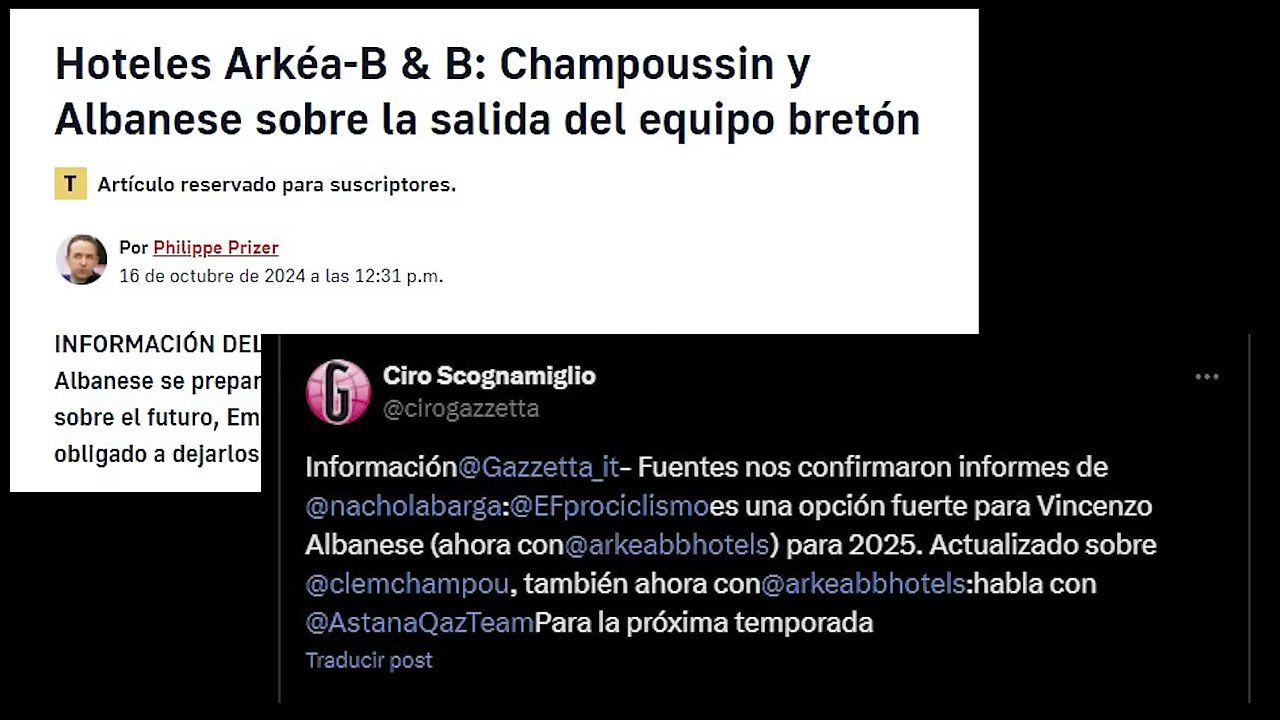 Hoteles Arkéa-B & B: Champoussin y
Albanese sobre la salida del equipo bretón
T Artículo reservado para suscriptores.
Por Philippe Prizer
16 de octubre de 2024 a las 12:31 p.m.
INFORMACIÓN DEL
Albanese se prepar
sobre el futuro, Em
obligado a dejarlos
G
Ciro Scognamiglio
@cirogazzetta
Información@Gazzetta_it– Fuentes nos confirmaron informes de
@nacholabarga:@EFprociclismoes una opción fuerte para Vincenzo
Albanese (ahora con@arkeabbhotels) para 2025. Actualizado sobre
@clemchampou, también ahora con@arkeabbhotels:habla con
@AstanaQazTeamPara la próxima temporada
Traducir post